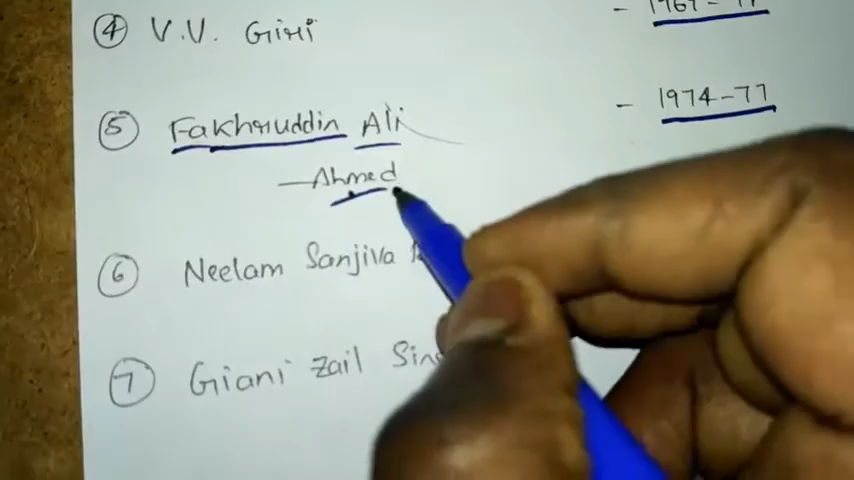 ④ V.V. Giri -
⑤ Fakhruddin Ali - 1974-77
— Ahmed
⑥ Neelam Sanjiva
⑦ Giani Zail